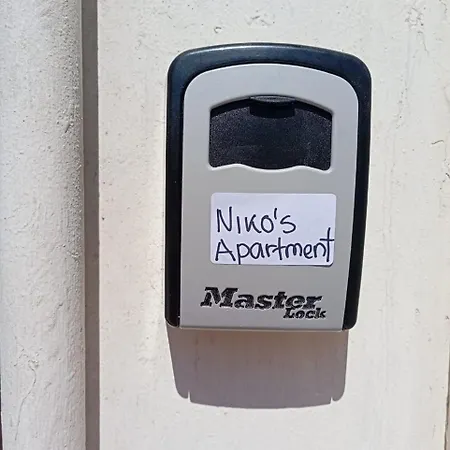 Niko's
Apartment
Master
Lock